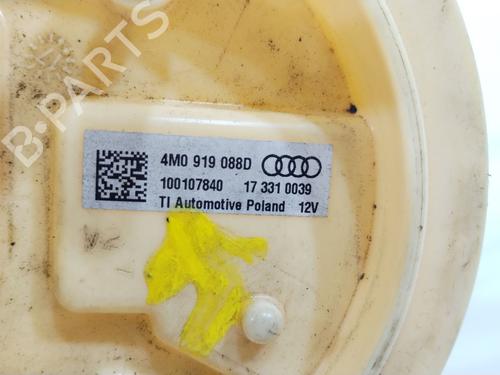 B-PARTS
4M0 919 088D
100107840 17 331 0039
TI Automotive Poland 12V